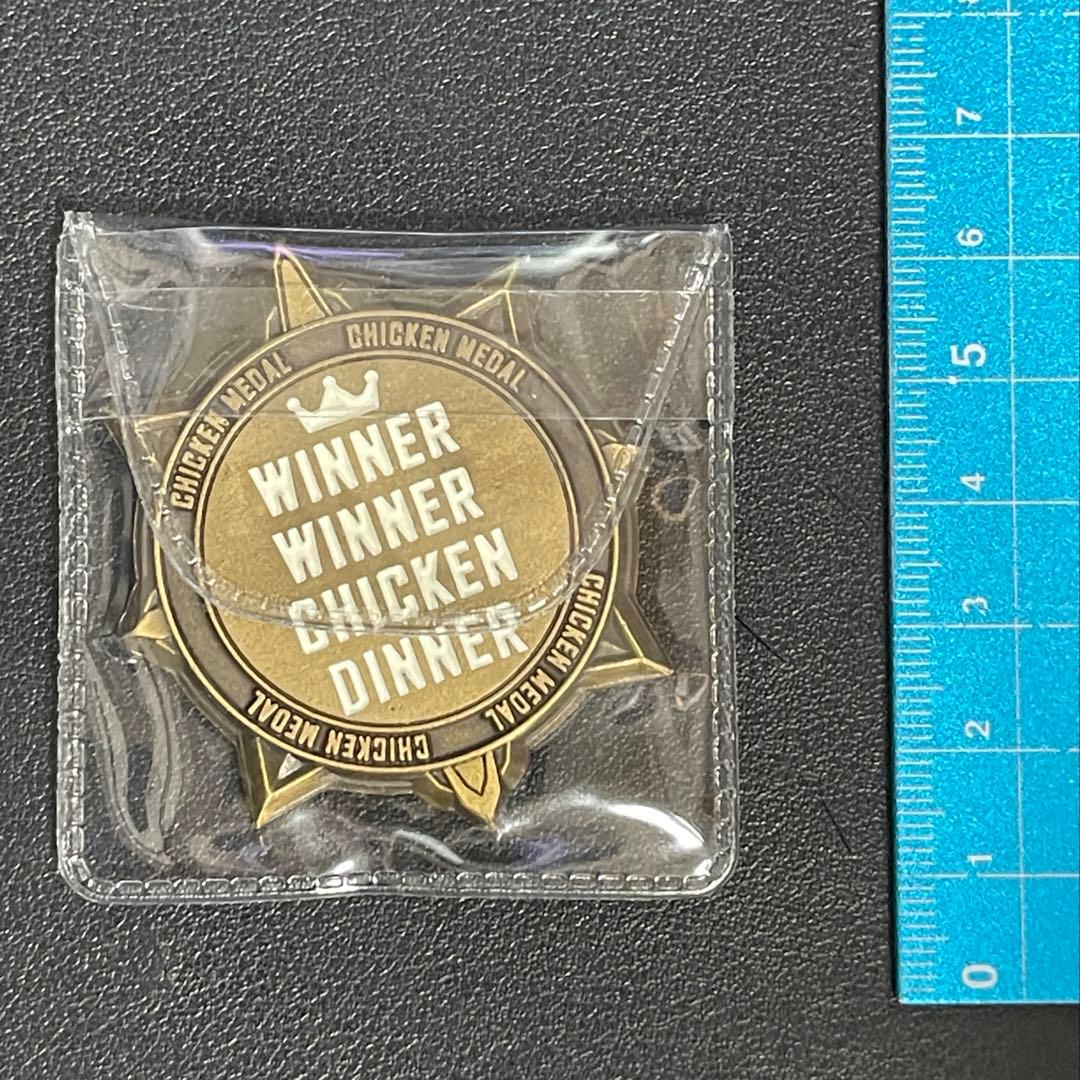 CHICKEN MEDAL
CHICKEN MEDAL
WINNER
WINNER
CHICKEN
DINNER
CHICKEN MEDAL
CHICKEN MEDAL
7
6
5
4
3
2
1
0